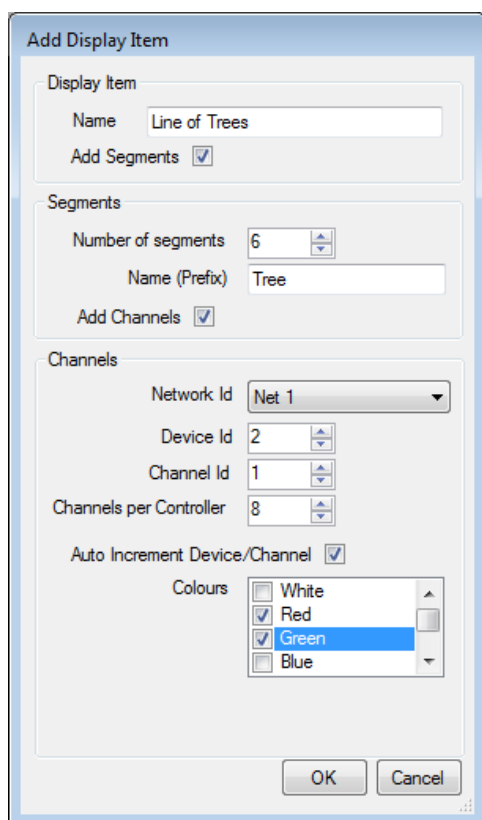 Add Display Item
Display Item
Name Line of Trees
Add Segments
Segments
Number of segments 6
Name (Prefix) Tree
Add Channels
Channels
Network Id Net 1
Device Id 2
Channel Id 1
Channels per Controller 8
Auto Increment Device/Channel
Colours White
Red
Green
Blue
OK Cancel